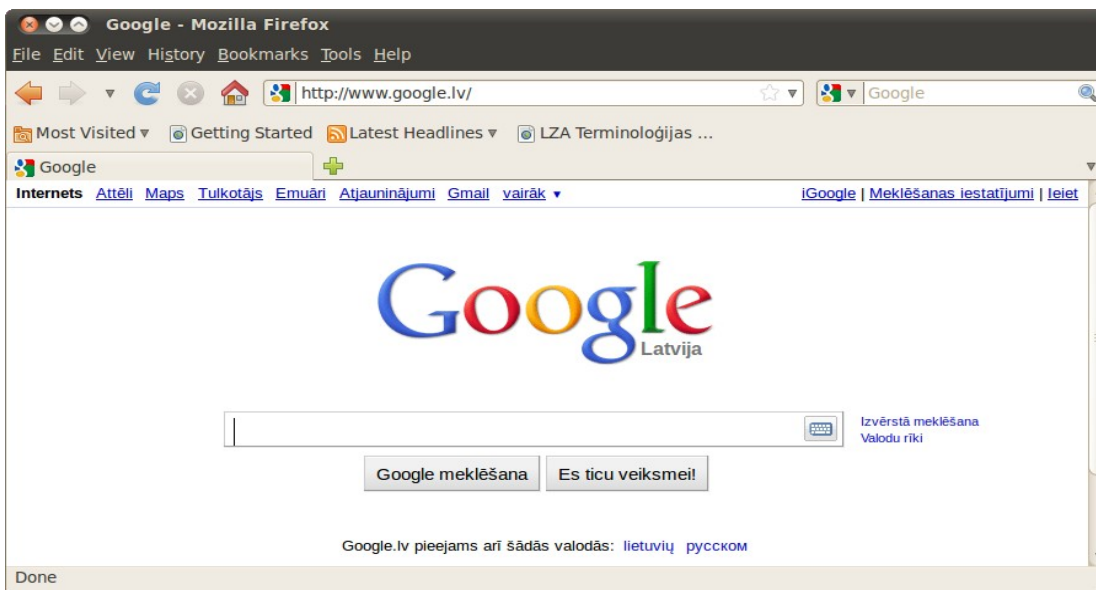 Google - Mozilla Firefox
File Edit View History Bookmarks Tools Help
http://www.google.lv/ Google
Most Visited Getting Started Latest Headlines LZA Terminoloģijas ...
Google
Internets Attēli Maps Tulkotājs Emuāri Atjauninājumi Gmail vairāk iGoogle | Meklēšanas iestatījumi | Ieiet
Google
Latvija
Izvērstā meklēšana
Valodu rīki
Google meklēšana Es ticu veiksmei!
Google.lv pieejams arī šādās valodās: lietuvių русском
Done